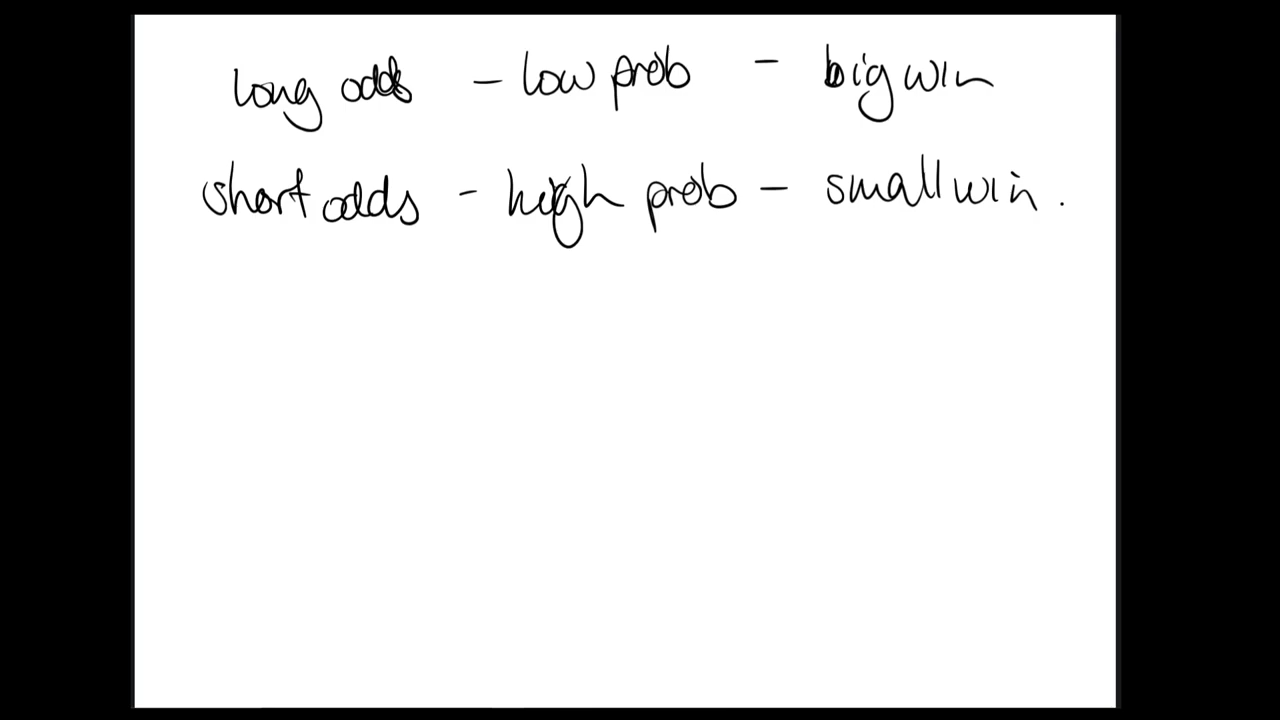 long odds - low prob - big win
short odds - high prob - small win.